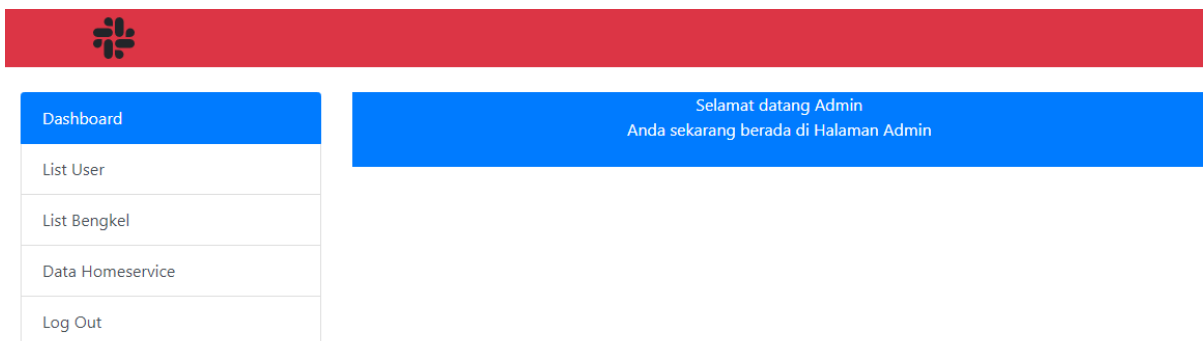 Dashboard
List User
List Bengkel
Data Homeservice
Log Out
Selamat datang Admin
Anda sekarang berada di Halaman Admin